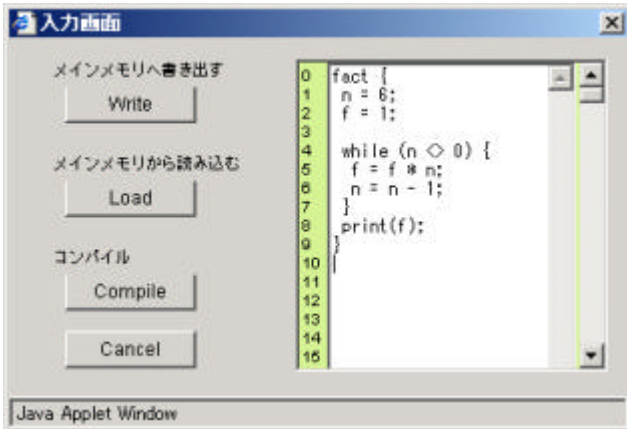 入力画面
メインメモリへ書き出す
Write
メインメモリから読み込む
Load
コンパイル
Compile
Cancel
0 fact {
1 n = 6;
2 f = 1;
3
4 while (n <> 0) {
5 f = f * n;
6 n = n - 1;
7 }
8 print(f);
9 }
10
11
12
13
14
15
Java Applet Window